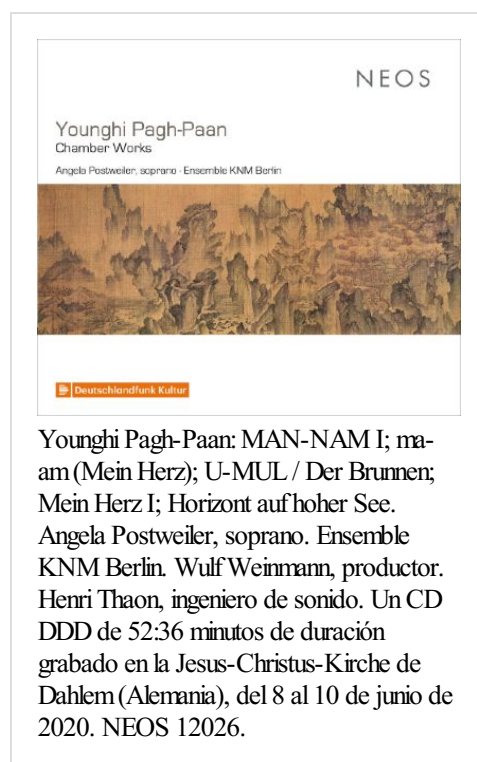 NEOS
Younghi Pagh-Paan
Chamber Works
Angela Postweiler, soprano · Ensemble KNM Berlin
Deutschlandfunk Kultur
Younghi Pagh-Paan: MAN-NAM I; ma-
am (Mein Herz); U-MUL / Der Brunnen;
Mein Herz I; Horizont auf hoher See.
Angela Postweiler, soprano. Ensemble
KNM Berlin. Wulf Weinmann, productor.
Henri Thaon, ingeniero de sonido. Un CD
DDD de 52:36 minutos de duración
grabado en la Jesus-Christus-Kirche de
Dahlem (Alemania), del 8 al 10 de junio de
2020. NEOS 12026.